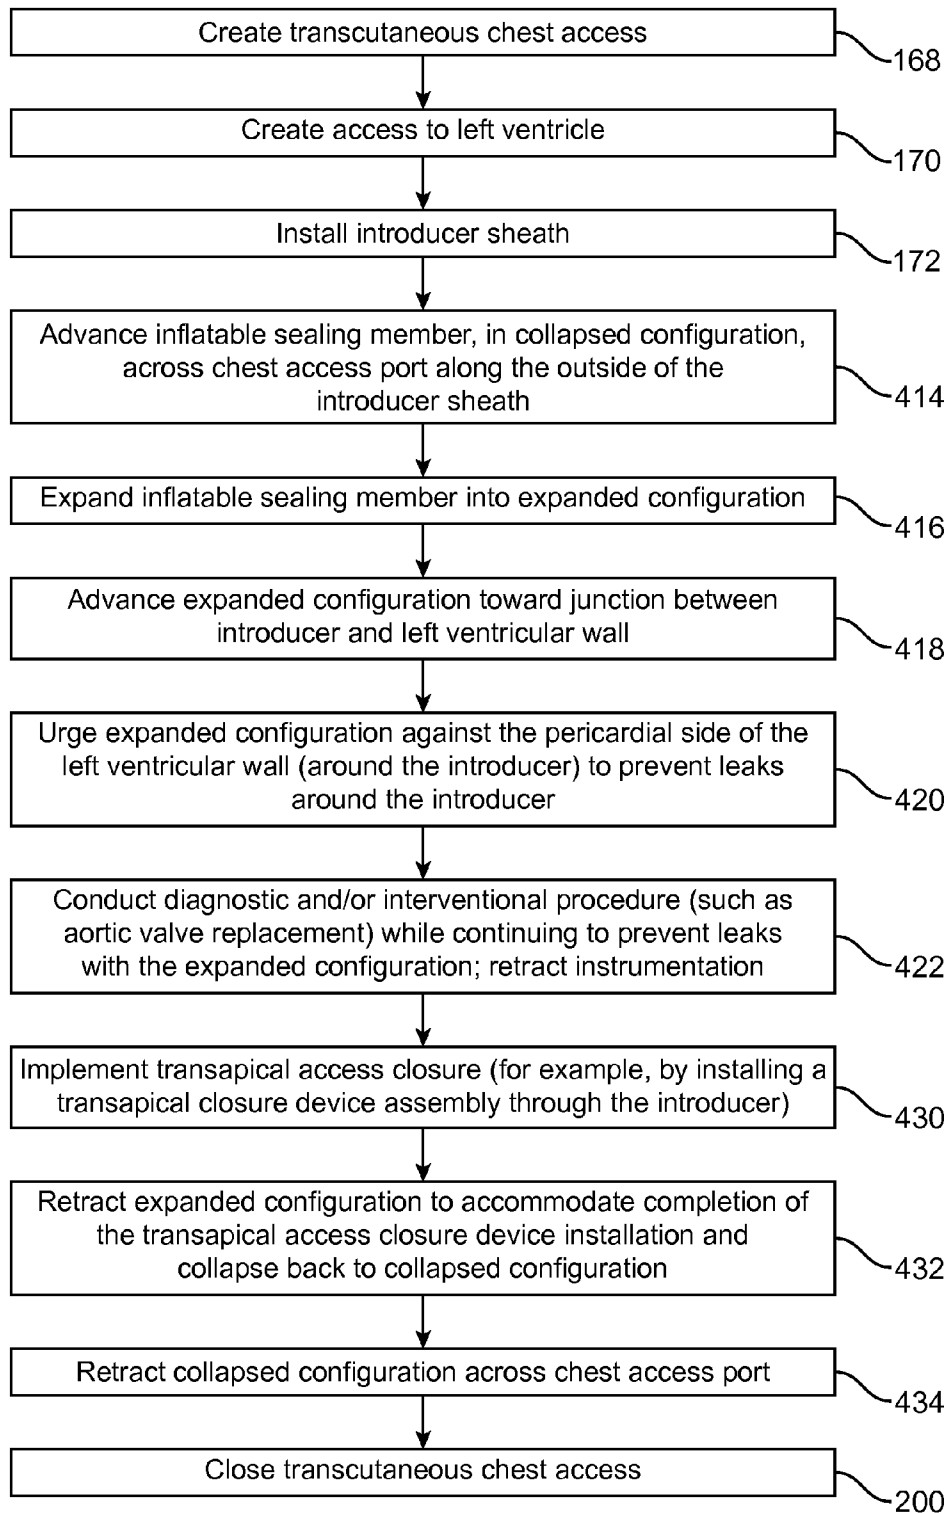 Create transcutaneous chest access
168
Create access to left ventricle
170
Install introducer sheath
172
Advance inflatable sealing member, in collapsed configuration,
across chest access port along the outside of the
introducer sheath
414
Expand inflatable sealing member into expanded configuration
416
Advance expanded configuration toward junction between
introducer and left ventricular wall
418
Urge expanded configuration against the pericardial side of the
left ventricular wall (around the introducer) to prevent leaks
around the introducer
420
Conduct diagnostic and/or interventional procedure (such as
aortic valve replacement) while continuing to prevent leaks
with the expanded configuration; retract instrumentation
422
Implement transapical access closure (for example, by installing a
transapical closure device assembly through the introducer)
430
Retract expanded configuration to accommodate completion of
the transapical access closure device installation and
collapse back to collapsed configuration
432
Retract collapsed configuration across chest access port
434
Close transcutaneous chest access
200